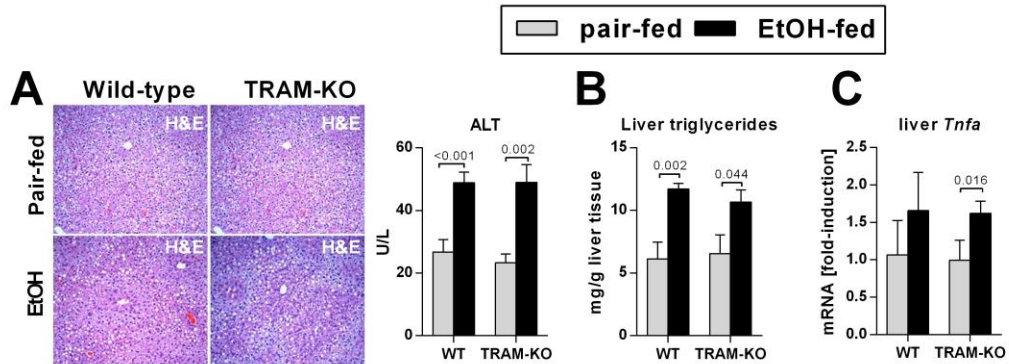 pair-fed EtOH-fed
A
Wild-type TRAM-KO
Pair-fed
H&E H&E
EtOH
H&E H&E
ALT
U/L
60
40
20
0
<0.001 0.002
WT TRAM-KO
B
Liver triglycerides
mg/g liver tissue
15
10
5
0
0.002 0.044
WT TRAM-KO
C
liver Tnfa
mRNA [fold-induction]
2.5
2.0
1.5
1.0
0.5
0.0
0.016
WT TRAM-KO